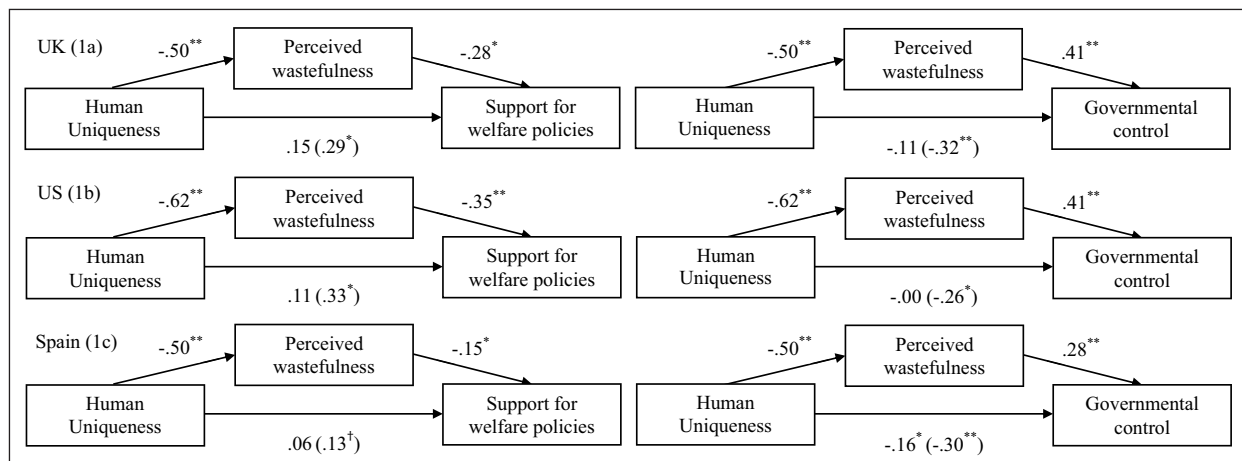 UK (1a)
-.50**
Perceived
wastefulness
-.28*
Human
Uniqueness
Support for
welfare policies
.15 (.29*)
-.50**
Perceived
wastefulness
.41**
Human
Uniqueness
Governmental
control
-.11 (-.32**)
US (1b)
-.62**
Perceived
wastefulness
-.35**
Human
Uniqueness
Support for
welfare policies
.11 (.33*)
-.62**
Perceived
wastefulness
.41**
Human
Uniqueness
Governmental
control
-.00 (-.26*)
Spain (1c)
-.50**
Perceived
wastefulness
-.15*
Human
Uniqueness
Support for
welfare policies
.06 (.13†)
-.50**
Perceived
wastefulness
.28**
Human
Uniqueness
Governmental
control
-.16* (-.30**)